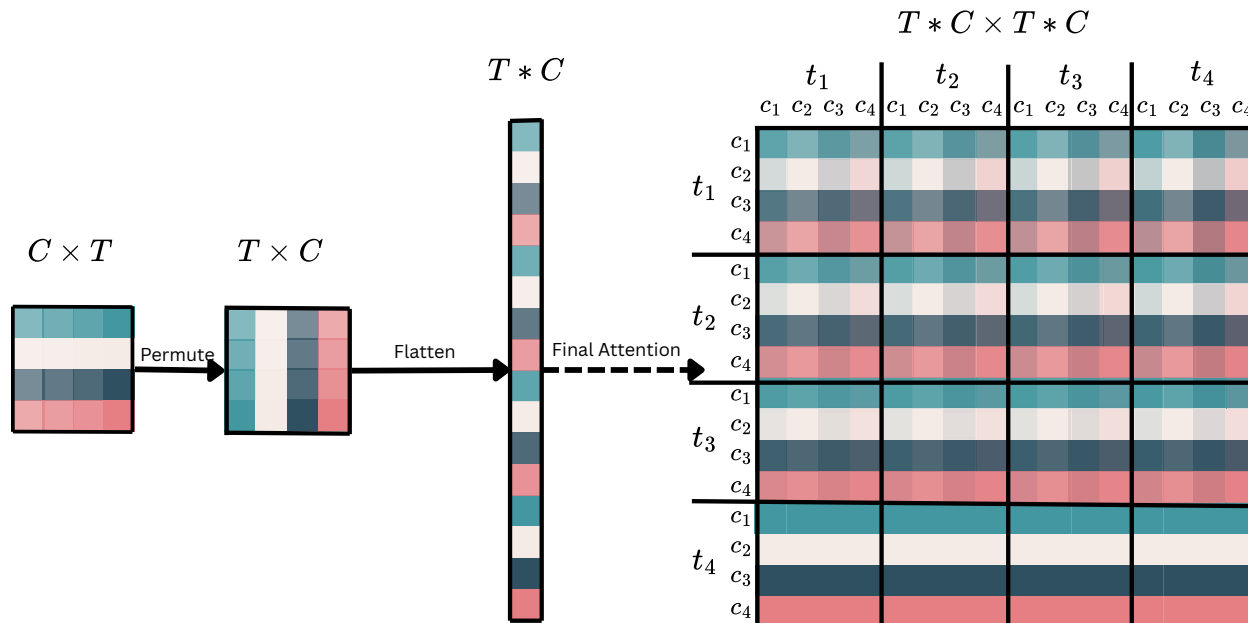 T * C × T * C
T * C
t₁ t₂ t₃ t₄
c₁ c₂ c₃ c₄ c₁ c₂ c₃ c₄ c₁ c₂ c₃ c₄ c₁ c₂ c₃ c₄
t₁
c₁
c₂
c₃
c₄
C × T
T × C
t₂
c₁
c₂
c₃
c₄
Permute
Flatten
Final Attention
t₃
c₁
c₂
c₃
c₄
t₄
c₁
c₂
c₃
c₄